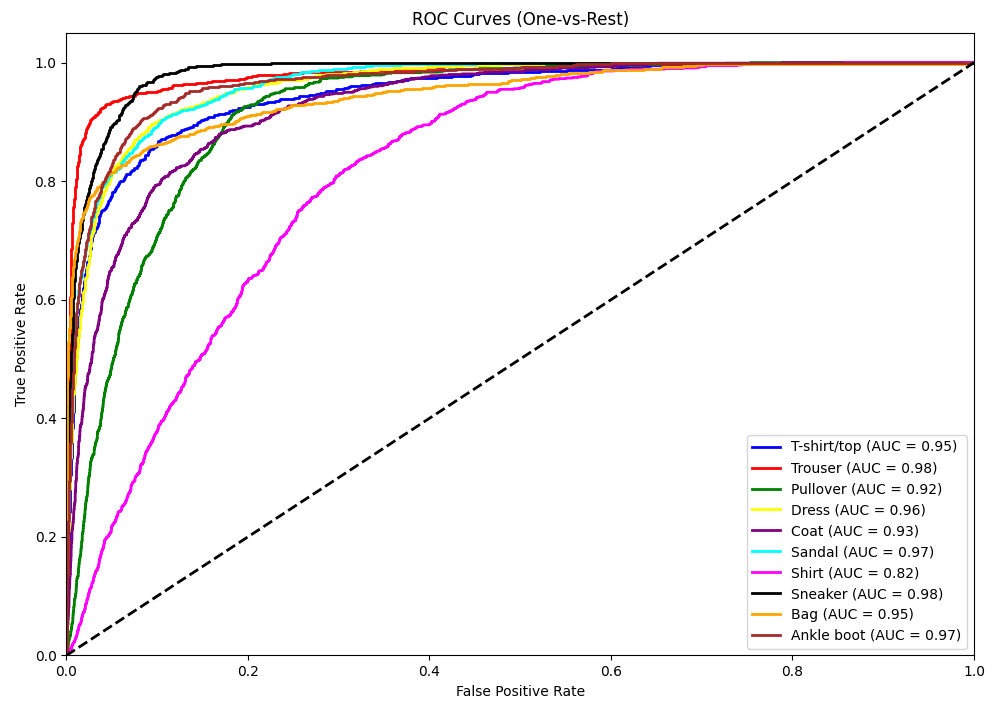 ROC Curves (One-vs-Rest)
True Positive Rate
1.0
0.8
0.6
0.4
0.2
0.0
0.0 0.2 0.4 0.6 0.8 1.0
False Positive Rate
T-shirt/top (AUC = 0.95)
Trouser (AUC = 0.98)
Pullover (AUC = 0.92)
Dress (AUC = 0.96)
Coat (AUC = 0.93)
Sandal (AUC = 0.97)
Shirt (AUC = 0.82)
Sneaker (AUC = 0.98)
Bag (AUC = 0.95)
Ankle boot (AUC = 0.97)